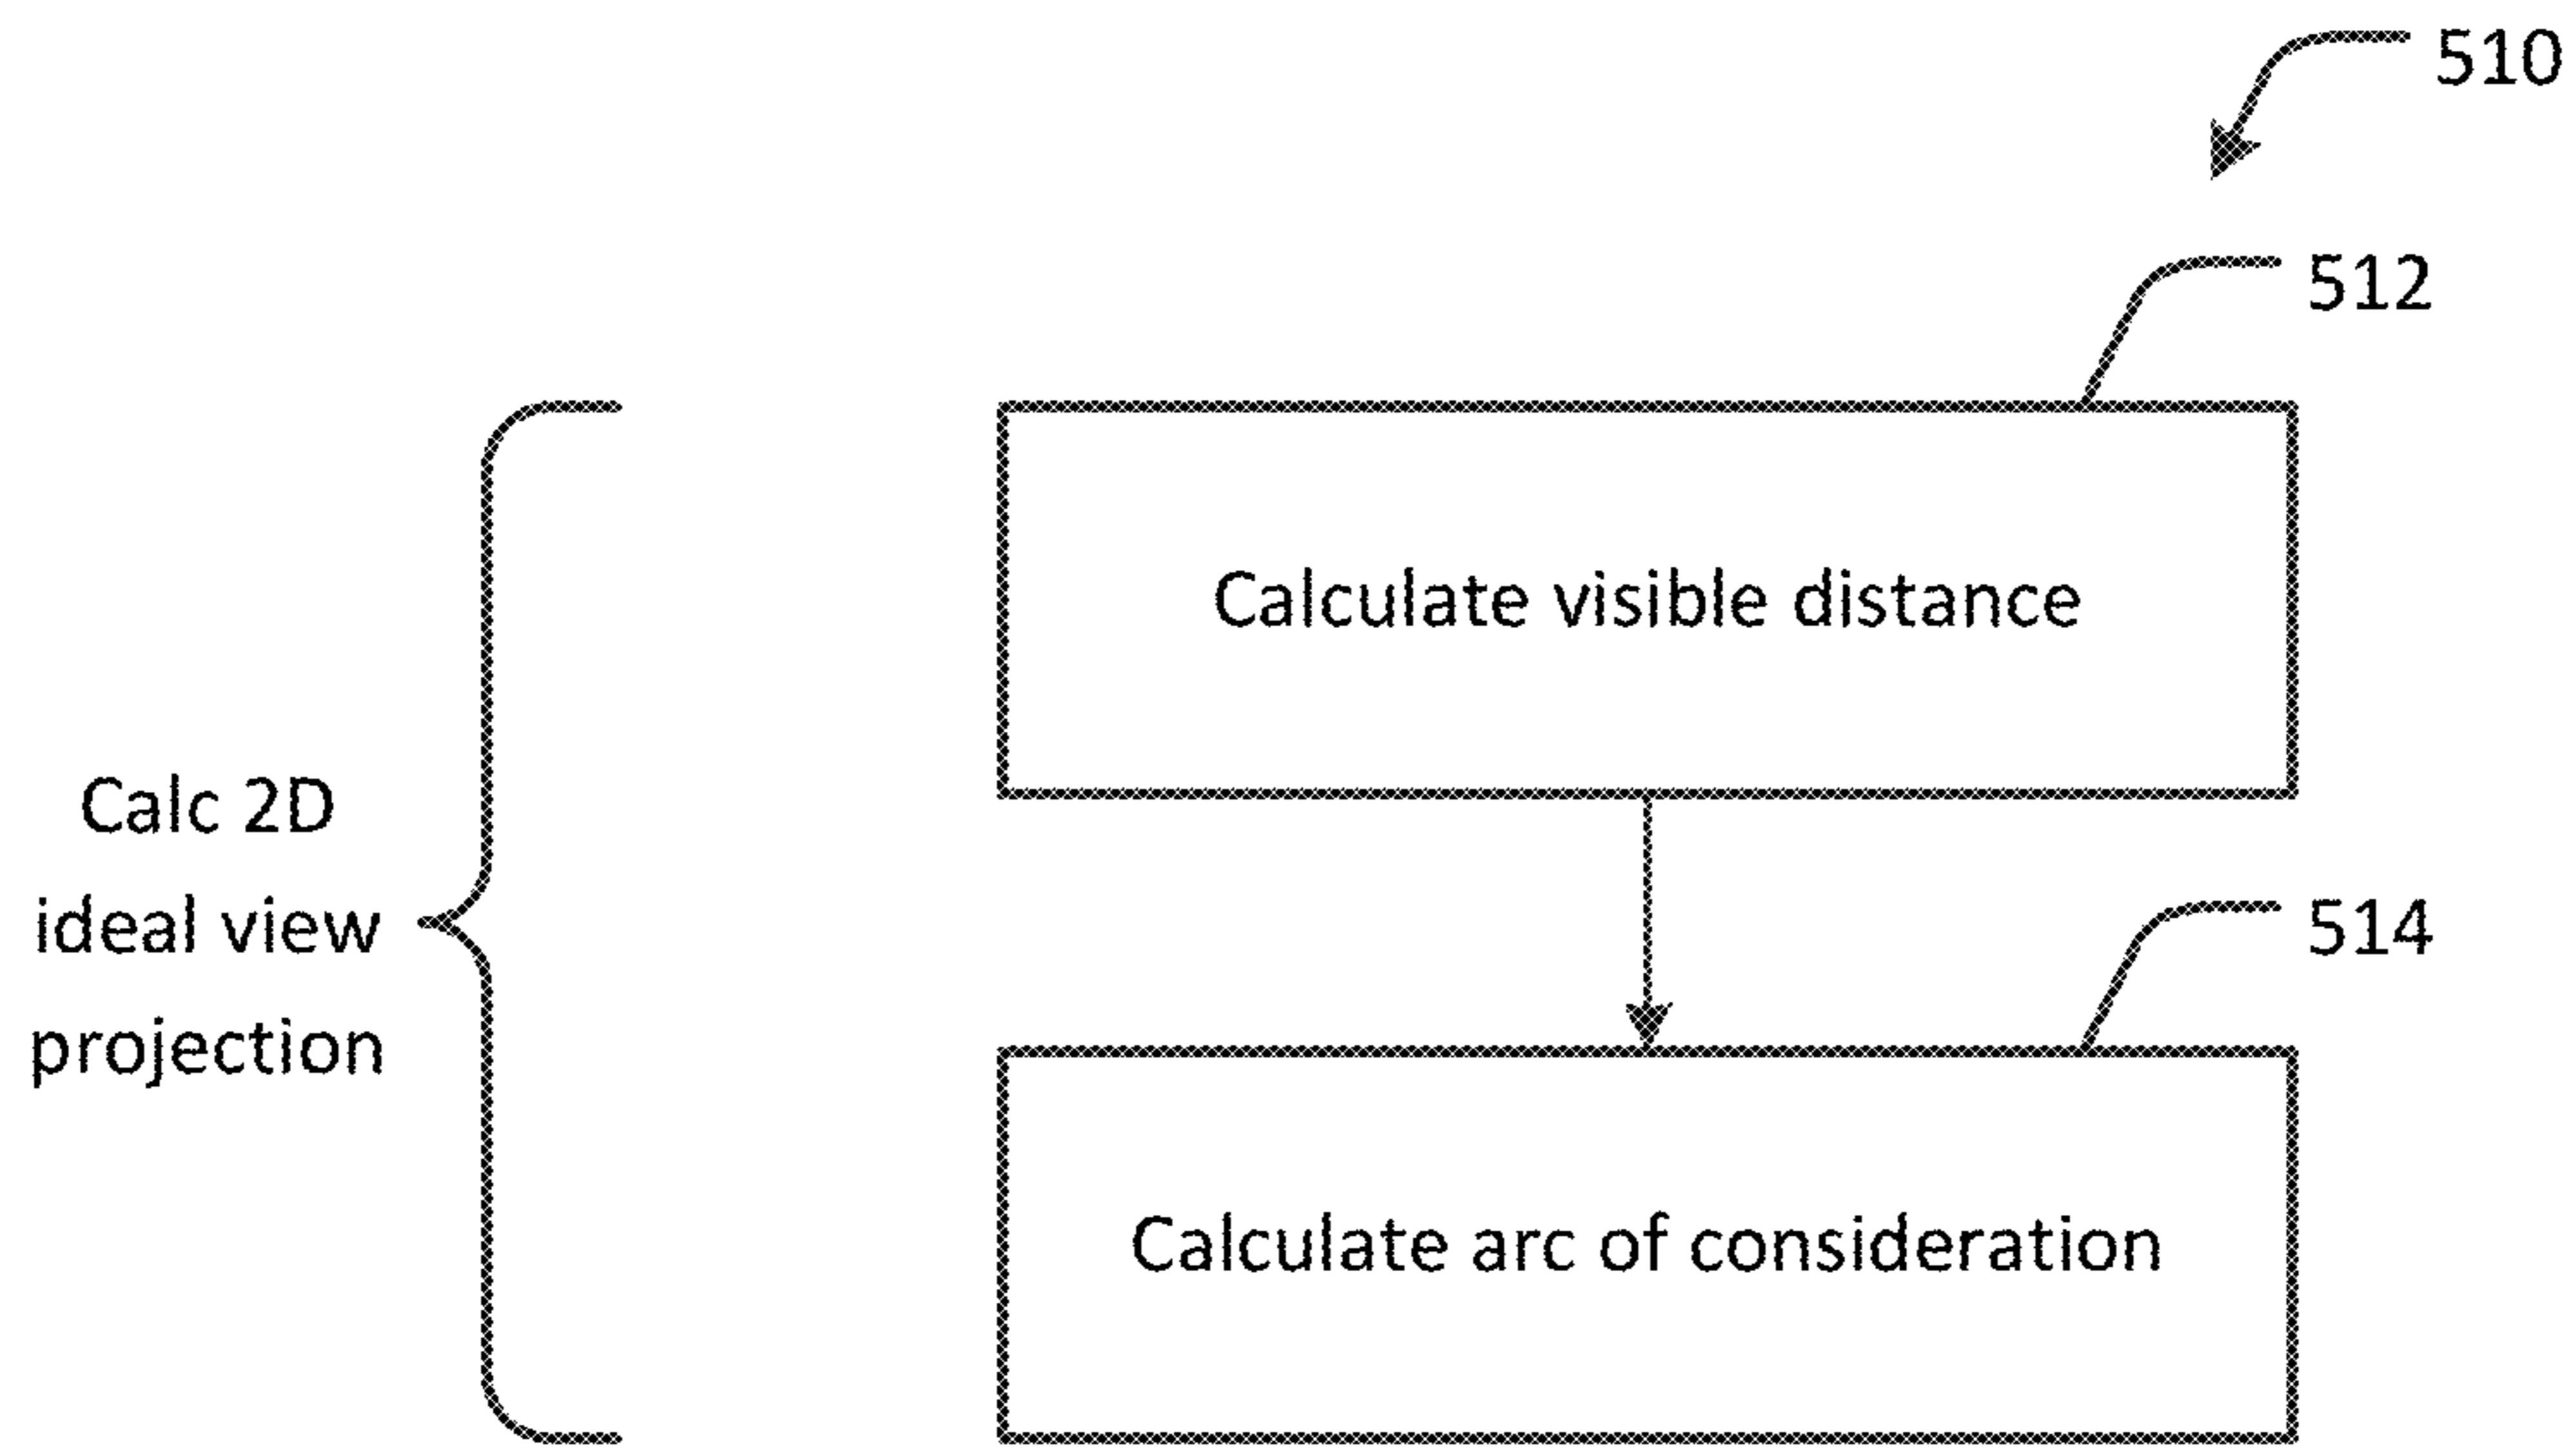 510
512
Calculate visible distance
Calc 2D
ideal view
projection
514
Calculate arc of consideration